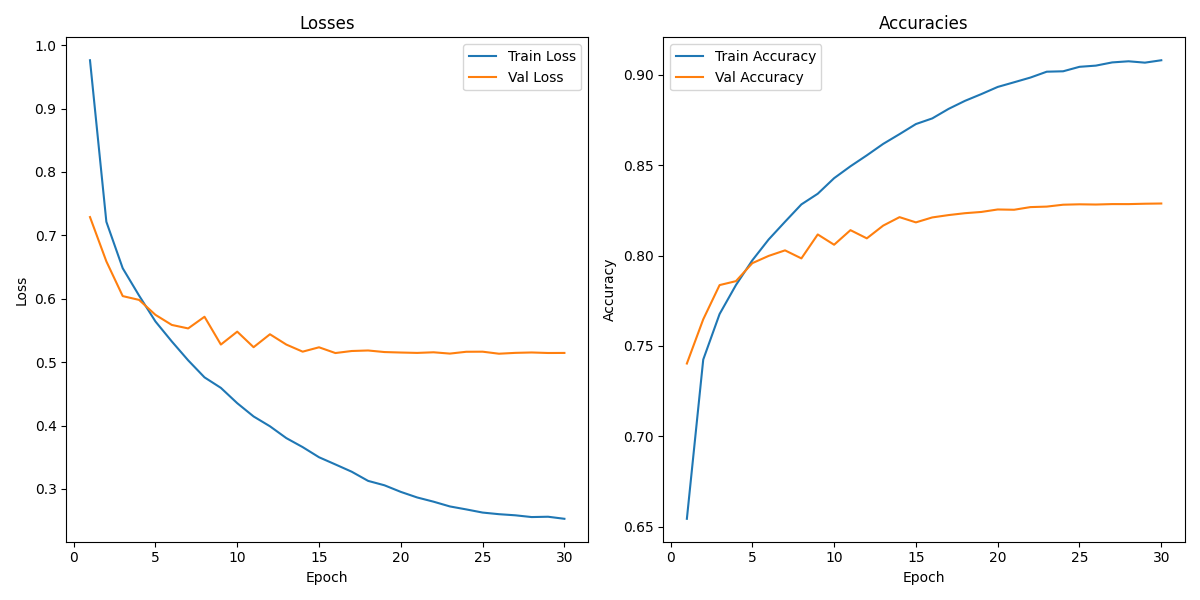 Losses
Train Loss
Val Loss
1.0
0.9
0.8
0.7
0.6
0.5
0.4
0.3
Loss
0 5 10 15 20 25 30
Epoch
Accuracies
Train Accuracy
Val Accuracy
0.90
0.85
0.80
0.75
0.70
0.65
Accuracy
0 5 10 15 20 25 30
Epoch